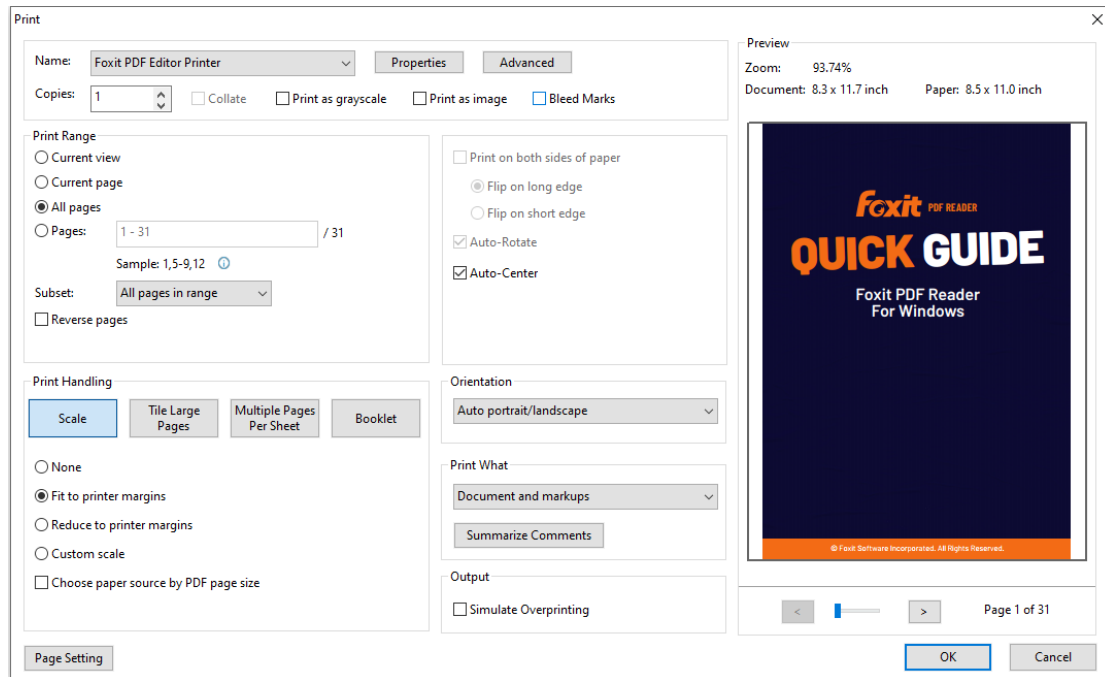 Print
Name: Foxit PDF Editor Printer Properties Advanced
Copies: 1 Collate Print as grayscale Print as image Bleed Marks
Print Range
Current view
Current page
All pages
Pages: 1 - 31 / 31
Sample: 1,5-9,12
Subset: All pages in range
Reverse pages
Print on both sides of paper
Flip on long edge
Flip on short edge
Auto-Rotate
Auto-Center
Print Handling
Scale
Tile Large
Pages
Multiple Pages
Per Sheet
Booklet
None
Fit to printer margins
Reduce to printer margins
Custom scale
Choose paper source by PDF page size
Orientation
Auto portrait/landscape
Print What
Document and markups
Summarize Comments
Output
Simulate Overprinting
Preview
Zoom: 93.74%
Document: 8.3 x 11.7 inch Paper: 8.5 x 11.0 inch
Foxit PDF READER
QUICK GUIDE
Foxit PDF Reader
For Windows
© Foxit Software Incorporated. All Rights Reserved.
< > Page 1 of 31
Page Setting
OK Cancel